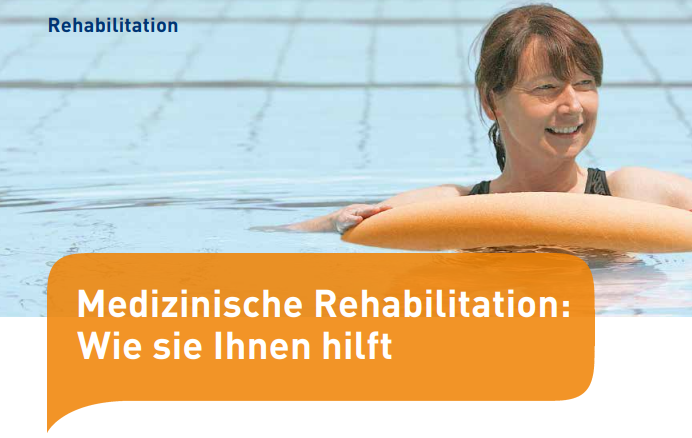 Rehabilitation
Medizinische Rehabilitation:
Wie sie Ihnen hilft